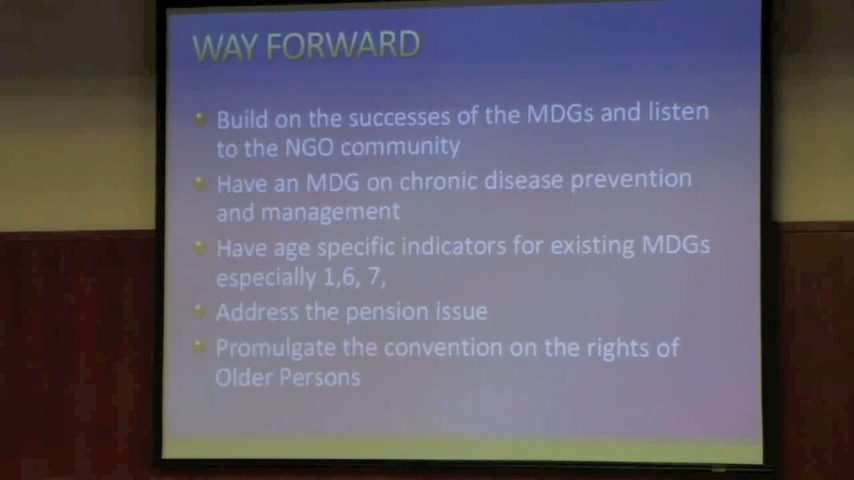 WAY FORWARD
Build on the successes of the MDGs and listen
to the NGO community
Have an MDG on chronic disease prevention
and management
Have age specific indicators for existing MDGs
especially 1,6, 7,
Address the pension issue
Promulgate the convention on the rights of
Older Persons